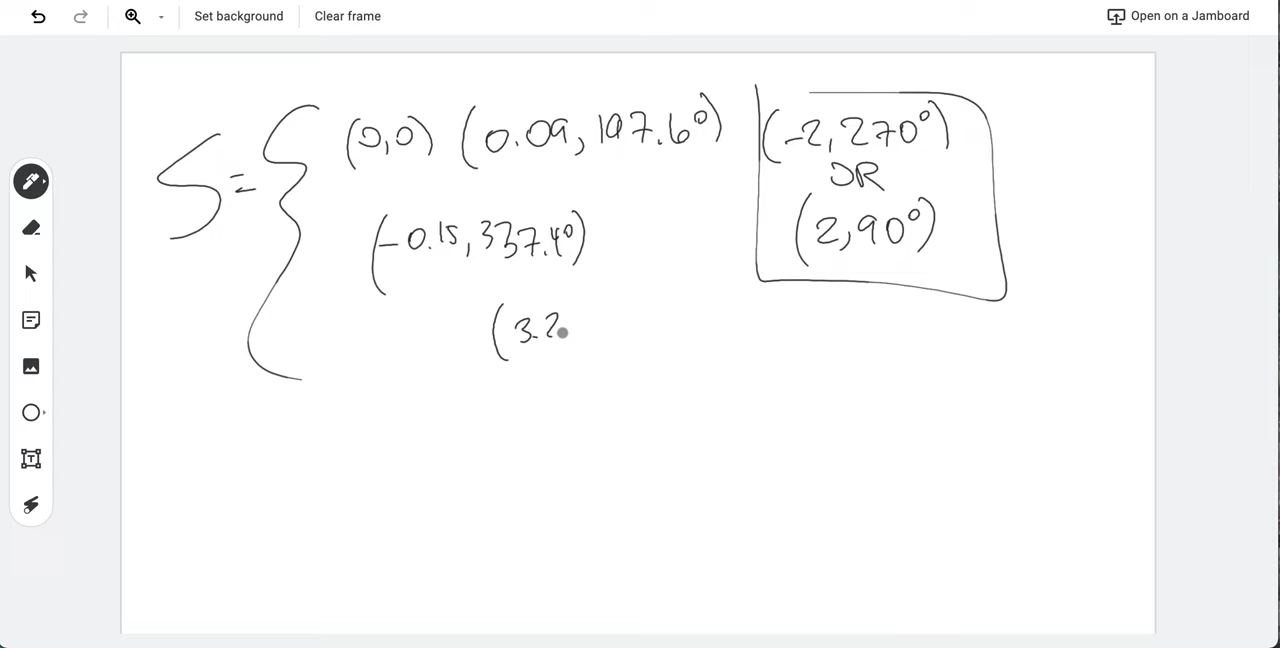 Set background
Clear frame
Open on a Jamboard
S = { (0,0) (0.09, 197.6°) (-2, 270°)
OR
(-0.15, 337.4°) (2, 90°)
(3.2